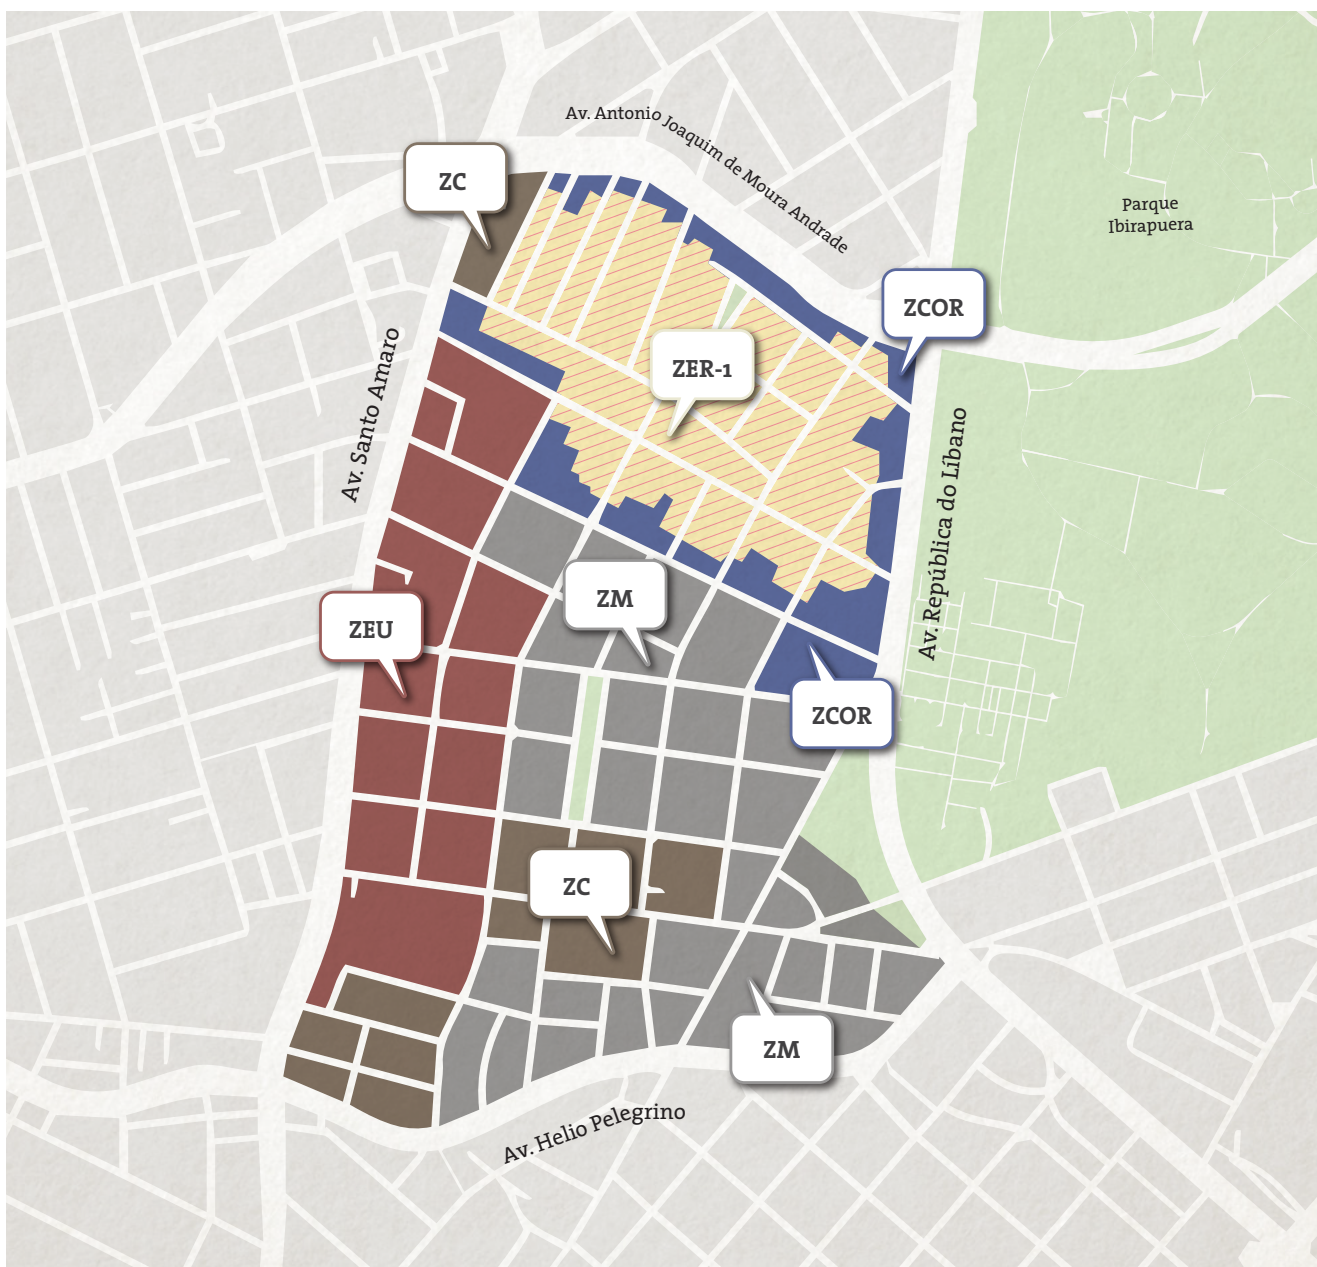 Av. Antonio Joaquim de Moura Andrade
ZC
Parque
Ibirapuera
ZCOR
Av. Santo Amaro
ZER-1
Av. República do Líbano
ZM
ZEU
ZCOR
ZC
ZM
Av. Helio Pelegrino